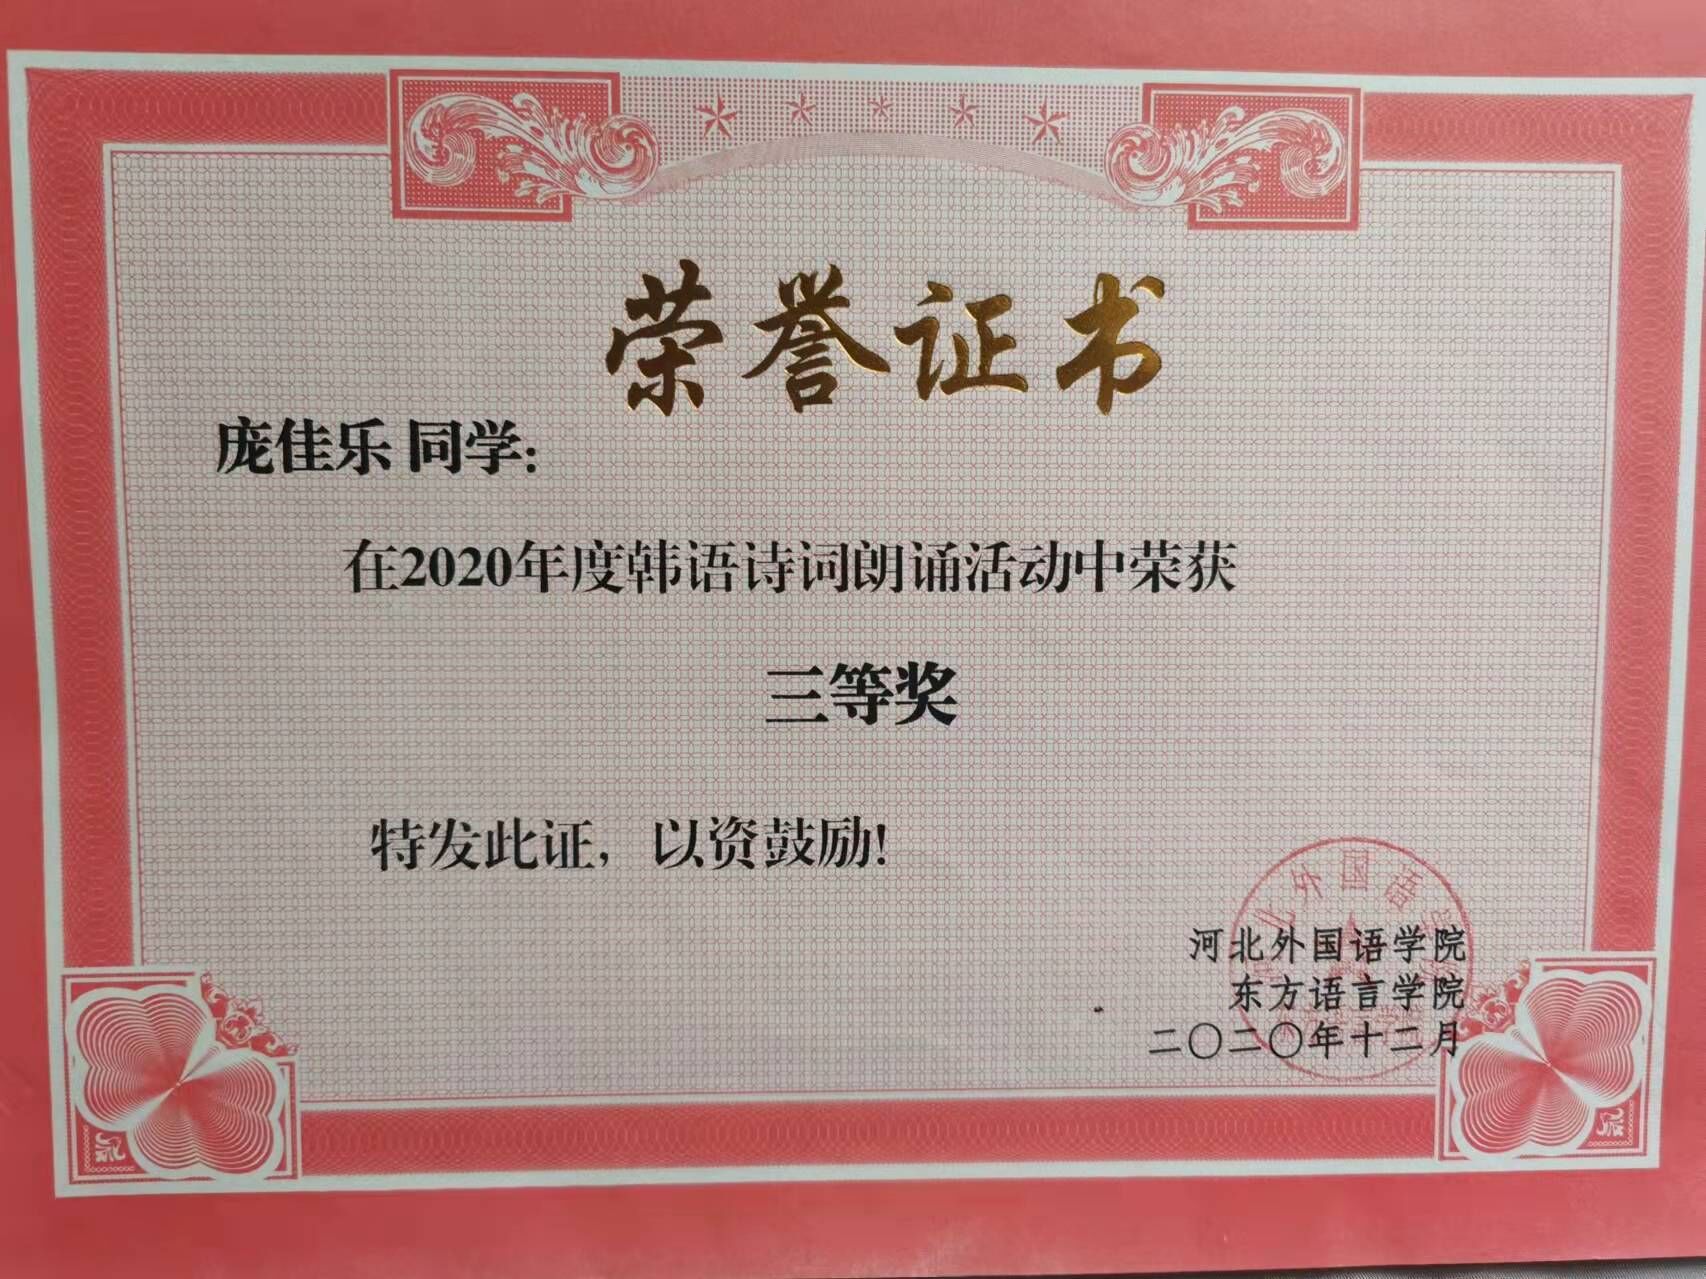 荣誉证书
庞佳乐 同学：
在2020年度韩语诗词朗诵活动中荣获
三等奖
特发此证，以资鼓励！
河北外国语学院
东方语言学院
二〇二〇年十二月